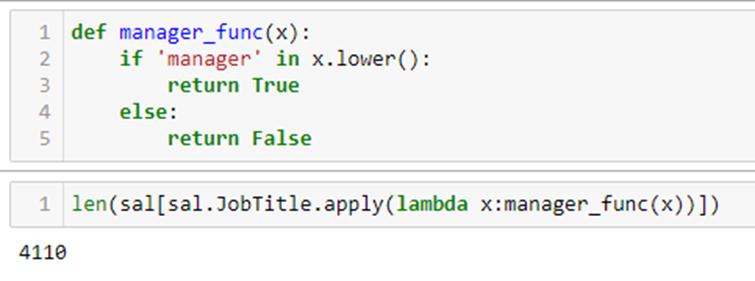 1 def manager_func(x):
2     if 'manager' in x.lower():
3         return True
4     else:
5         return False
1 len(sal[sal.JobTitle.apply(lambda x:manager_func(x))])
4110